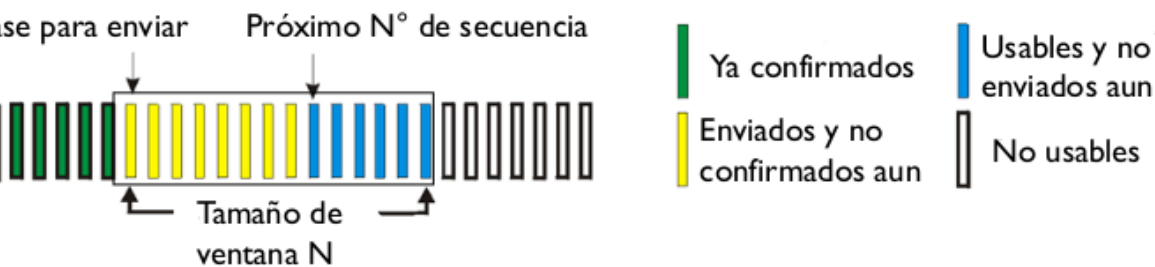 para enviar
Próximo N° de secuencia
Tamaño de
ventana N
Ya confirmados
Enviados y no
confirmados aun
Usables y no
enviados aun
No usables